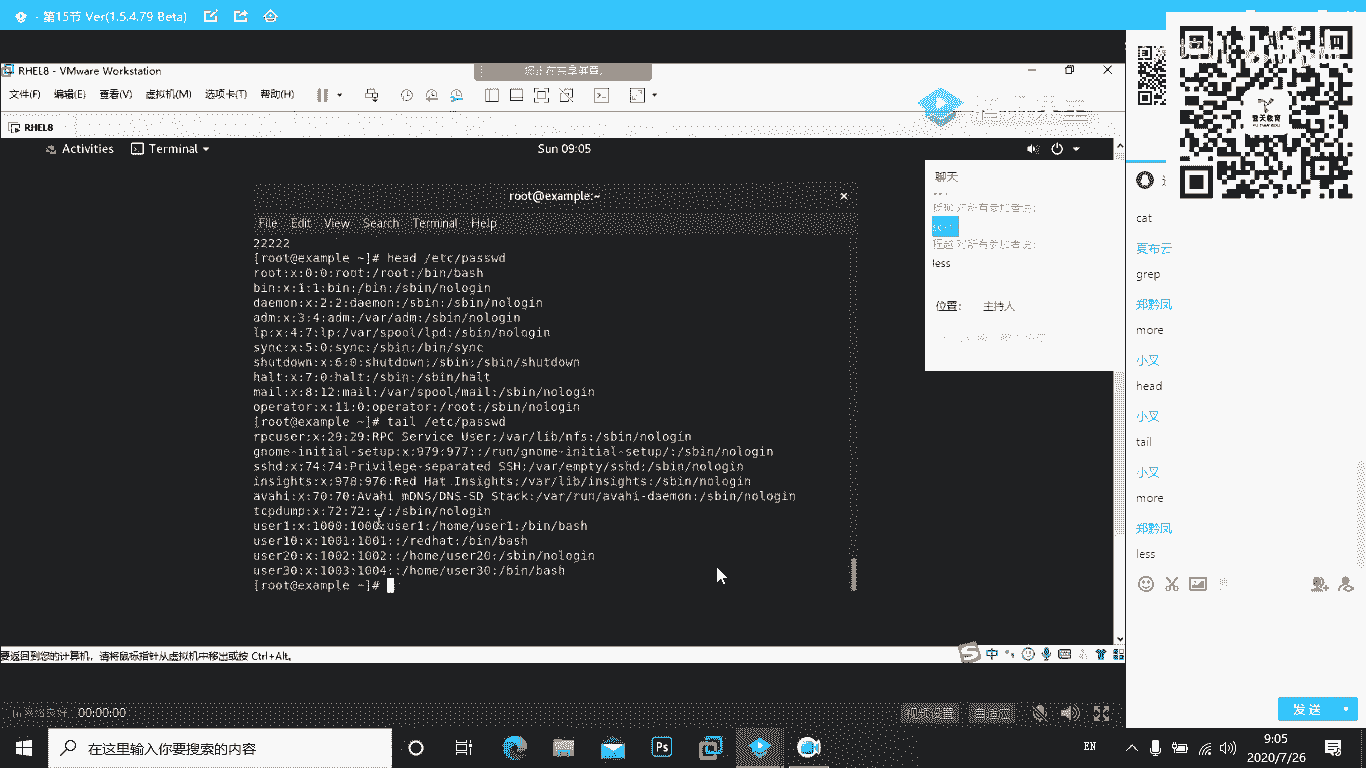 - 第15节 Ver(1.5.4.79 Beta)
RHEL8 - VMware Workstation
文件(F) 编辑(E) 查看(V) 虚拟机(M) 选项卡(T) 帮助(H)
RHEL8
Activities Terminal Sun 09:05
root@example:~
File Edit View Search Terminal Help
22222
[root@example ~]# head /etc/passwd
root:x:0:0:root:/root:/bin/bash
bin:x:1:1:bin:/bin:/sbin/nologin
daemon:x:2:2:daemon:/sbin:/sbin/nologin
adm:x:3:4:adm:/var/adm:/sbin/nologin
lp:x:4:7:lp:/var/spool/lpd:/sbin/nologin
sync:x:5:0:sync:/sbin:/bin/sync
shutdown:x:6:0:shutdown:/sbin:/sbin/shutdown
halt:x:7:0:halt:/sbin:/sbin/halt
mail:x:8:12:mail:/var/spool/mail:/sbin/nologin
operator:x:11:0:operator:/root:/sbin/nologin
[root@example ~]# tail /etc/passwd
rpcuser:x:29:29:RPC Service User:/var/lib/nfs:/sbin/nologin
gnome-initial-setup:x:979:977::/run/gnome-initial-setup/:/sbin/nologin
sshd:x:74:74:Privilege-separated SSH:/var/empty/sshd:/sbin/nologin
insights:x:978:976:Red Hat Insights:/var/lib/insights:/sbin/nologin
avahi:x:70:70:Avahi mDNS/DNS-SD Stack:/var/run/avahi-daemon:/sbin/nologin
tcpdump:x:72:72::/:/sbin/nologin
user1:x:1000:1000:user1:/home/user1:/bin/bash
user10:x:1001:1001::/redhat:/bin/bash
user20:x:1002:1002::/home/user20:/sbin/nologin
user30:x:1003:1004::/home/user30:/bin/bash
[root@example ~]#
聊天
less
位置: 主持人
cat
夏布云
grep
郑黔凤
more
小叉
head
小叉
tail
小叉
more
郑黔凤
less
要返回到您的计算机，请将鼠标指针从虚拟机中移出或按 Ctrl+Alt。
中
00:00:00
发送
在这里输入你要搜索的内容
EN
9:05
2020/7/26